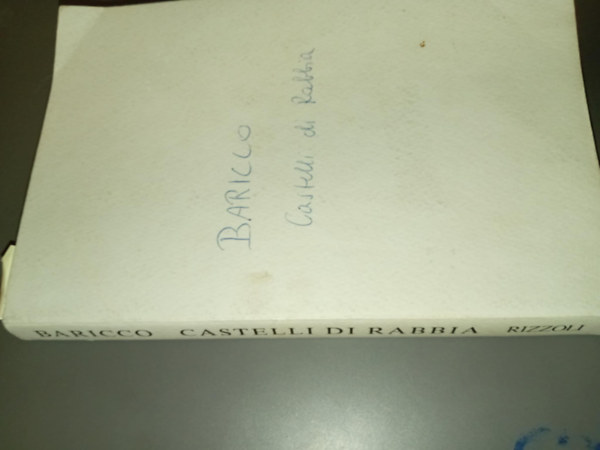 BARICCO
Castelli di Rabbia
BARICCO CASTELLI DI RABBIA RIZZOLI